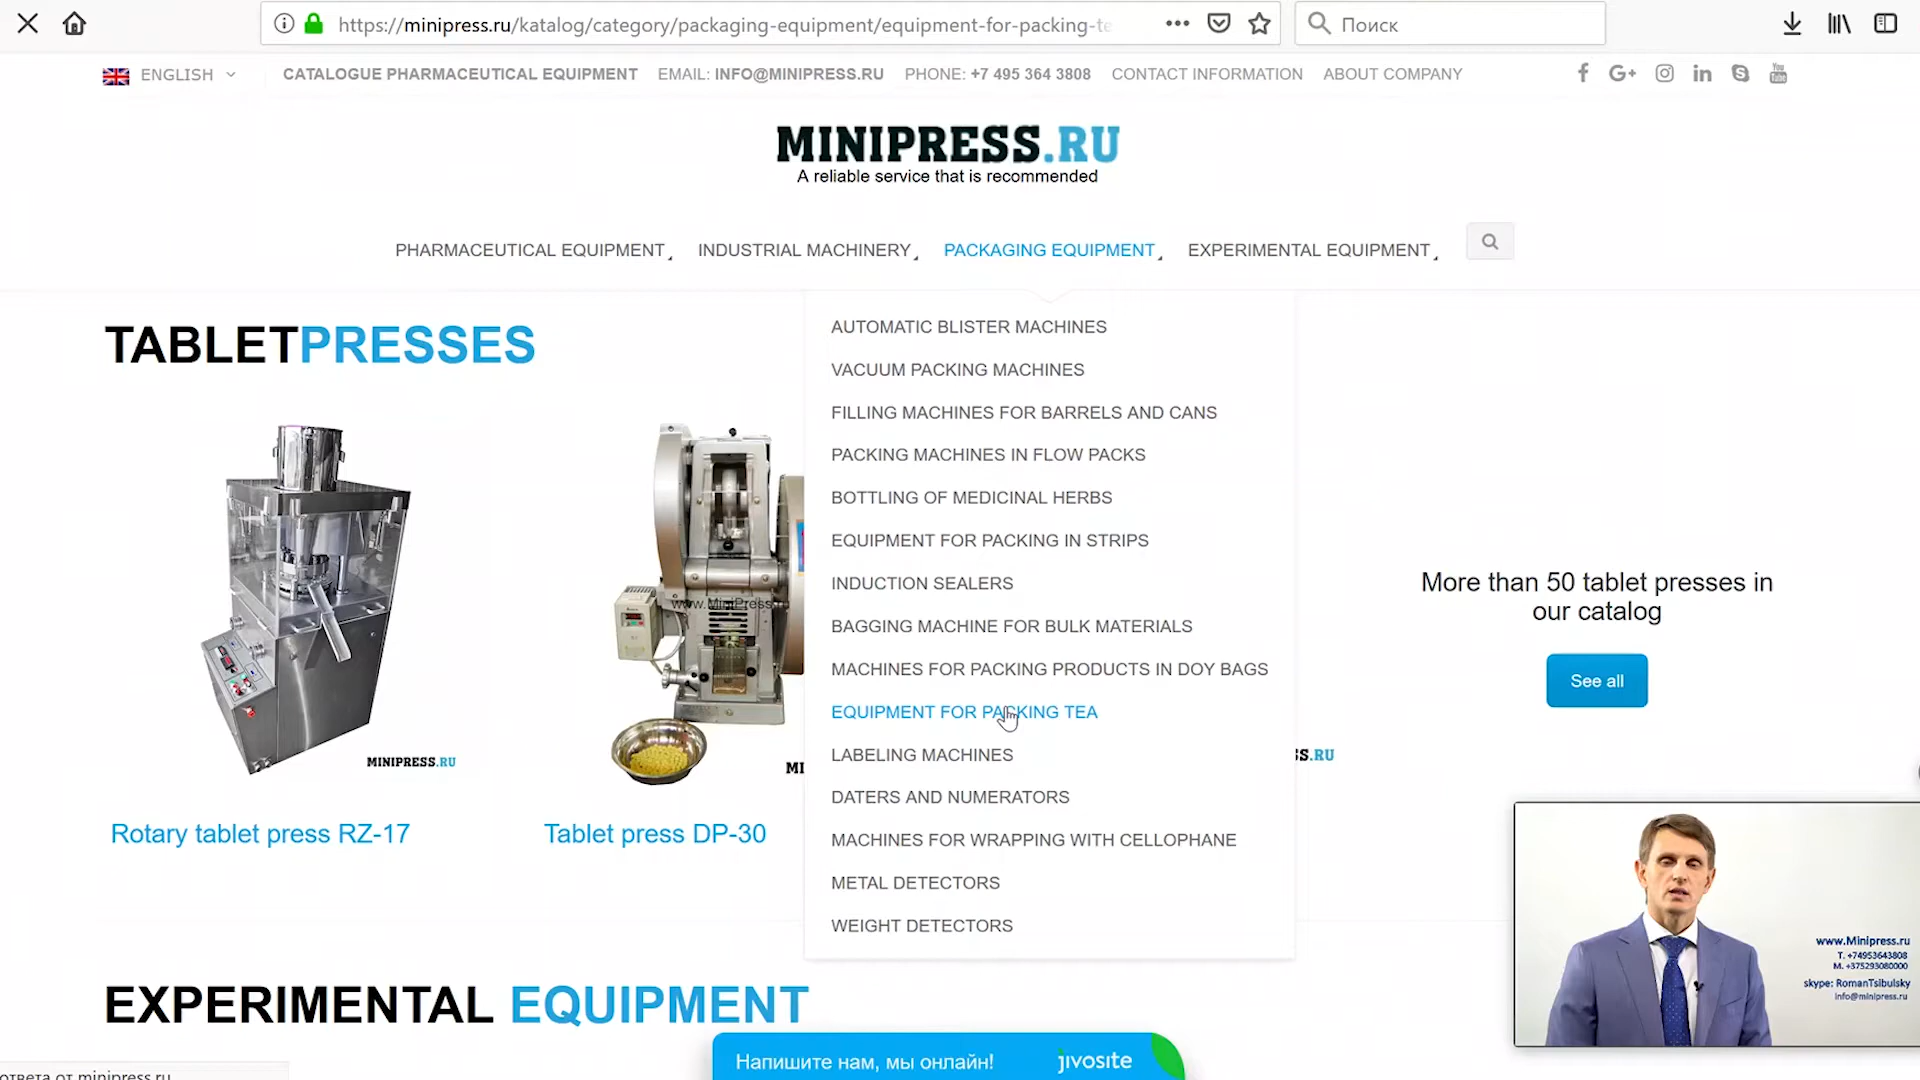 https://minipress.ru/katalog/category/packaging-equipment/equipment-for-packing-te
Поиск
ENGLISH
CATALOGUE PHARMACEUTICAL EQUIPMENT
EMAIL: INFO@MINIPRESS.RU
PHONE: +7 495 364 3808
CONTACT INFORMATION
ABOUT COMPANY
You Tube
MINIPRESS.RU
A reliable service that is recommended
PHARMACEUTICAL EQUIPMENT
INDUSTRIAL MACHINERY
PACKAGING EQUIPMENT
EXPERIMENTAL EQUIPMENT
TABLETPRESSES
AUTOMATIC BLISTER MACHINES
VACUUM PACKING MACHINES
FILLING MACHINES FOR BARRELS AND CANS
PACKING MACHINES IN FLOW PACKS
BOTTLING OF MEDICINAL HERBS
EQUIPMENT FOR PACKING IN STRIPS
INDUCTION SEALERS
BAGGING MACHINE FOR BULK MATERIALS
MACHINES FOR PACKING PRODUCTS IN DOY BAGS
EQUIPMENT FOR PACKING TEA
LABELING MACHINES
DATERS AND NUMERATORS
MACHINES FOR WRAPPING WITH CELLOPHANE
METAL DETECTORS
WEIGHT DETECTORS
www.MiniPress.ru
MINIPRESS.RU
MI
S.RU
Rotary tablet press RZ-17
Tablet press DP-30
More than 50 tablet presses in
our catalog
See all
www.Minipress.ru
T. +74953643808
M. +375293080000
skype: RomanTsibulsky
info@minipress.ru
EXPERIMENTAL EQUIPMENT
Напишите нам, мы онлайн!
jivosite
ответа от minipress.ru